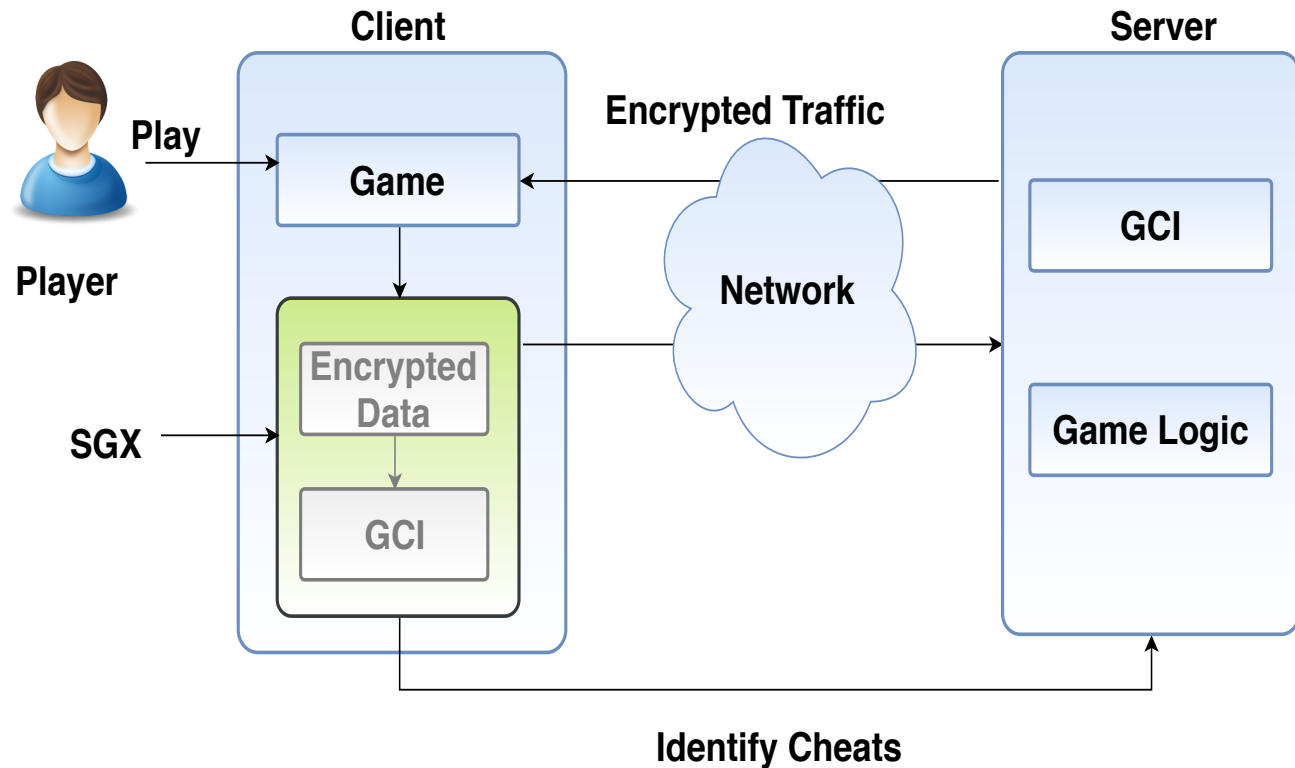 Client
Server
Encrypted Traffic
Play
Game
GCI
Player
Network
Encrypted
Data
SGX
Game Logic
GCI
Identify Cheats